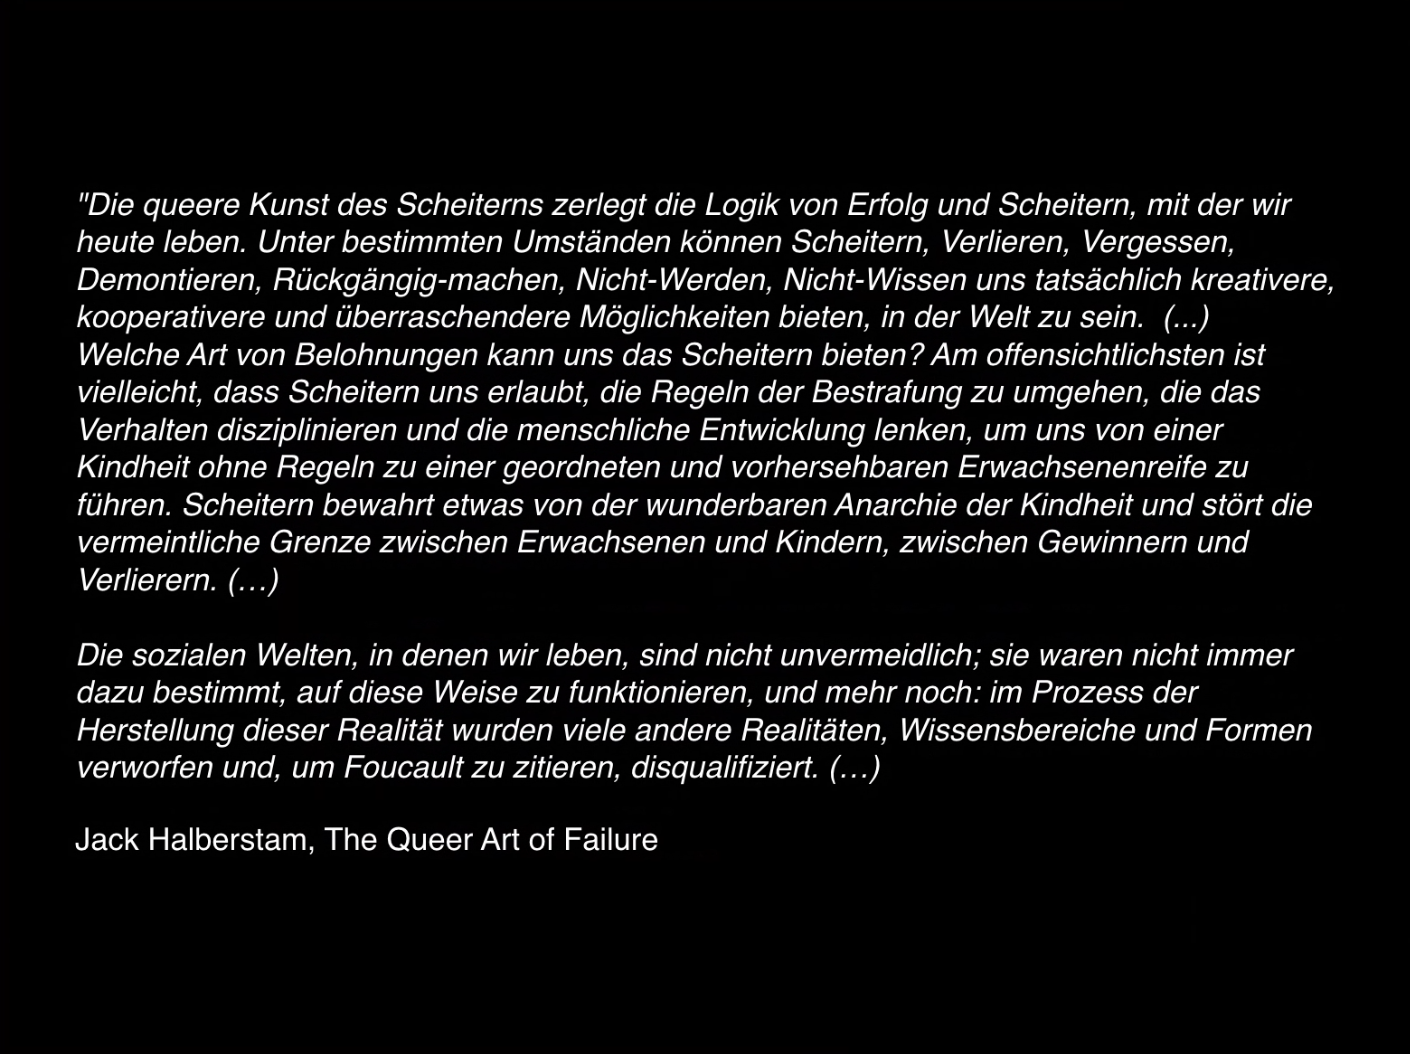 "Die queere Kunst des Scheiterns zerlegt die Logik von Erfolg und Scheitern, mit der wir
heute leben. Unter bestimmten Umständen können Scheitern, Verlieren, Vergessen,
Demontieren, Rückgängig-machen, Nicht-Werden, Nicht-Wissen uns tatsächlich kreativere,
kooperativere und überraschendere Möglichkeiten bieten, in der Welt zu sein.  (...)
Welche Art von Belohnungen kann uns das Scheitern bieten? Am offensichtlichsten ist
vielleicht, dass Scheitern uns erlaubt, die Regeln der Bestrafung zu umgehen, die das
Verhalten disziplinieren und die menschliche Entwicklung lenken, um uns von einer
Kindheit ohne Regeln zu einer geordneten und vorhersehbaren Erwachsenenreife zu
führen. Scheitern bewahrt etwas von der wunderbaren Anarchie der Kindheit und stört die
vermeintliche Grenze zwischen Erwachsenen und Kindern, zwischen Gewinnern und
Verlierern. (…)
Die sozialen Welten, in denen wir leben, sind nicht unvermeidlich; sie waren nicht immer
dazu bestimmt, auf diese Weise zu funktionieren, und mehr noch: im Prozess der
Herstellung dieser Realität wurden viele andere Realitäten, Wissensbereiche und Formen
verworfen und, um Foucault zu zitieren, disqualifiziert. (…)
Jack Halberstam, The Queer Art of Failure